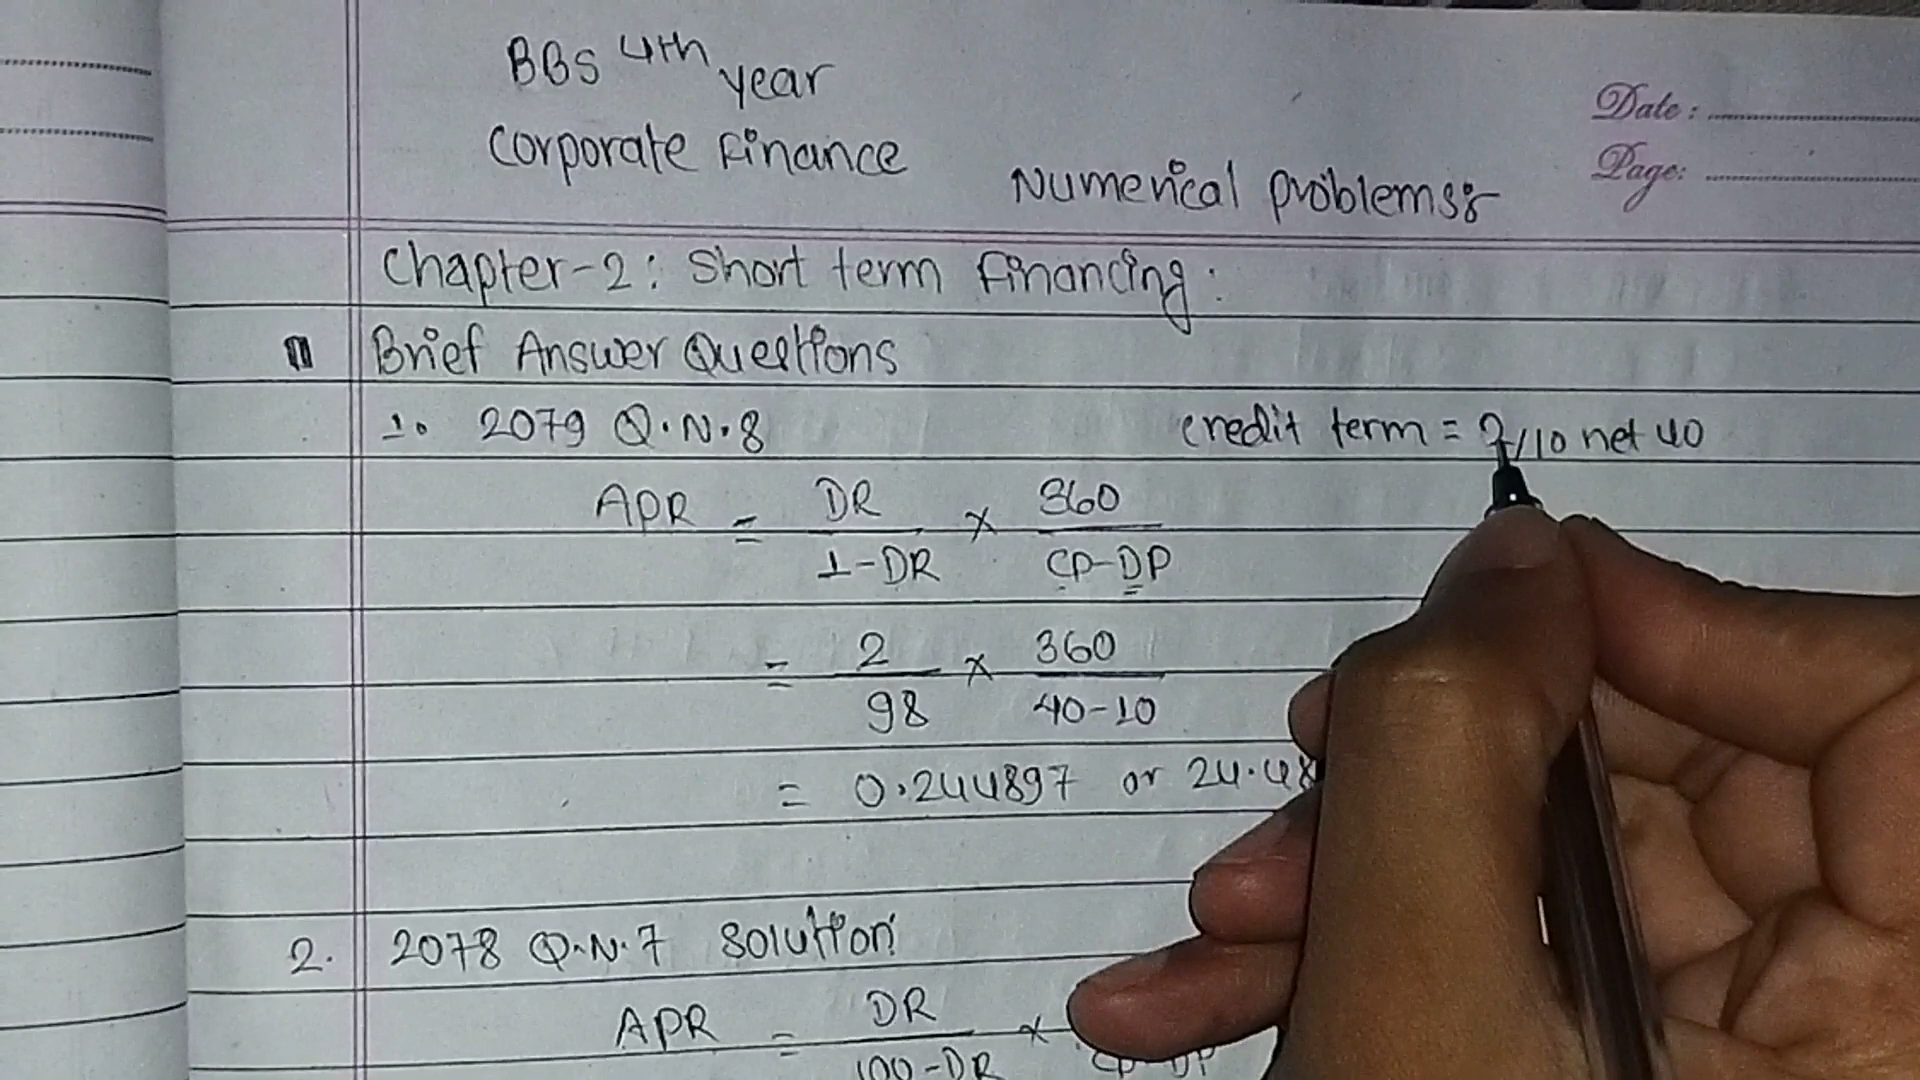 BBS 4th year
Corporate Finance
Numerical problems:-
Date:
Page:
Chapter-2: Short term Financing:
Brief Answer Questions
1. 2079 Q.N.8
credit term = 2/10 net 40
APR = DR / 1-DR × 360 / CP-DP
= 2 / 98 × 360 / 40-10
= 0.244897 or 24.48
2. 2078 Q.N.7 Solution:
APR = DR / 100-DR ×
CP-DP